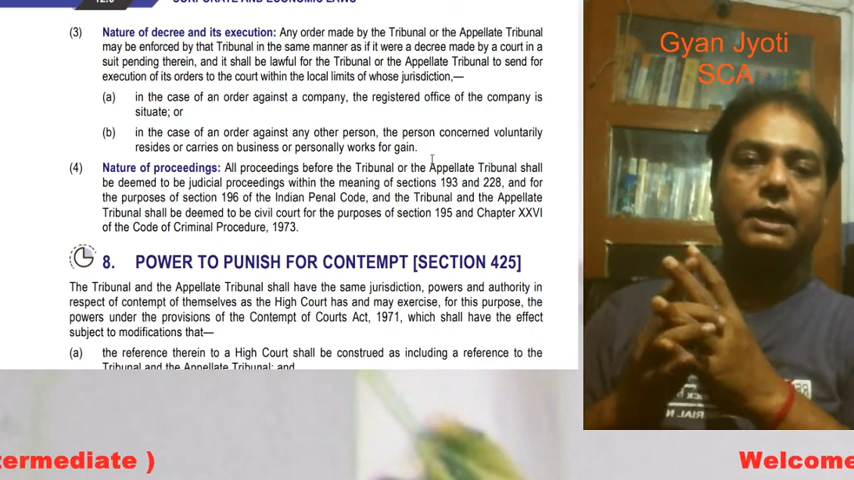 12.6 CORPORATE AND ECONOMIC LAWS
(3) Nature of decree and its execution: Any order made by the Tribunal or the Appellate Tribunal
may be enforced by that Tribunal in the same manner as if it were a decree made by a court in a
suit pending therein, and it shall be lawful for the Tribunal or the Appellate Tribunal to send for
execution of its orders to the court within the local limits of whose jurisdiction,—
(a) in the case of an order against a company, the registered office of the company is
situate; or
(b) in the case of an order against any other person, the person concerned voluntarily
resides or carries on business or personally works for gain.
(4) Nature of proceedings: All proceedings before the Tribunal or the Appellate Tribunal shall
be deemed to be judicial proceedings within the meaning of sections 193 and 228, and for
the purposes of section 196 of the Indian Penal Code, and the Tribunal and the Appellate
Tribunal shall be deemed to be civil court for the purposes of section 195 and Chapter XXVI
of the Code of Criminal Procedure, 1973.
8. POWER TO PUNISH FOR CONTEMPT [SECTION 425]
The Tribunal and the Appellate Tribunal shall have the same jurisdiction, powers and authority in
respect of contempt of themselves as the High Court has and may exercise, for this purpose, the
powers under the provisions of the Contempt of Courts Act, 1971, which shall have the effect
subject to modifications that—
(a) the reference therein to a High Court shall be construed as including a reference to the
Tribunal and the Appellate Tribunal; and
Gyan Jyoti
SCA
termediate )
Welcome